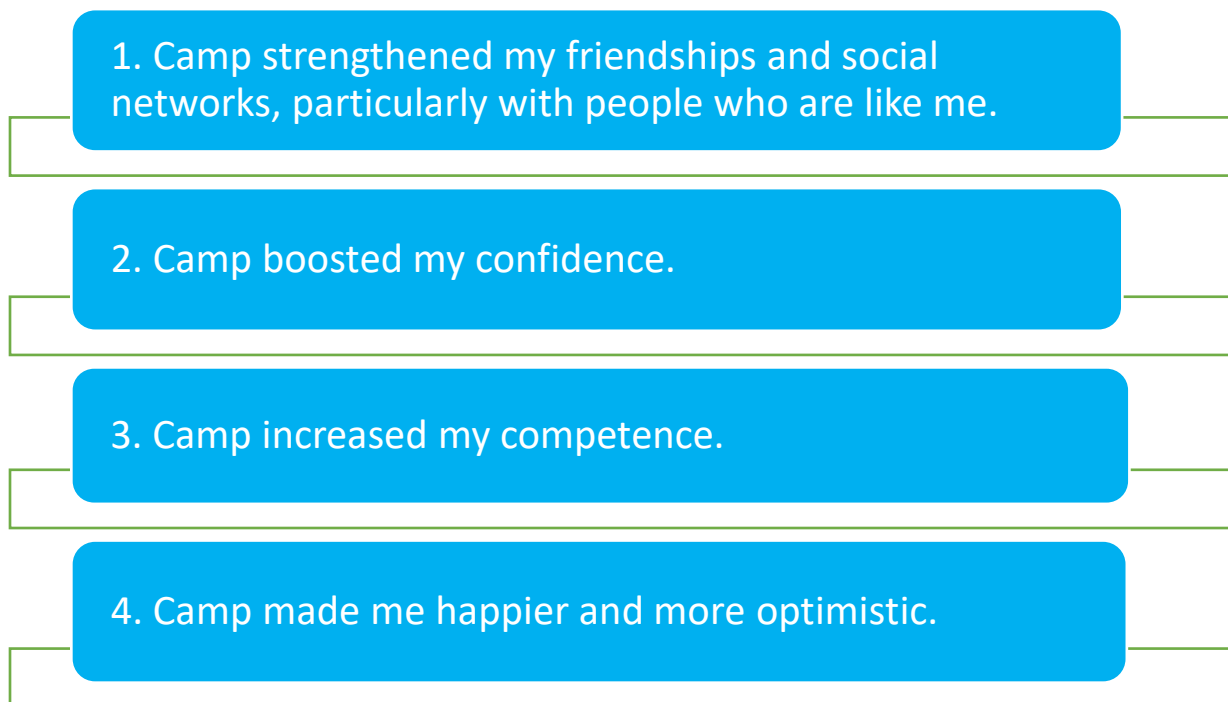 1. Camp strengthened my friendships and social
networks, particularly with people who are like me.
2. Camp boosted my confidence.
3. Camp increased my competence.
4. Camp made me happier and more optimistic.